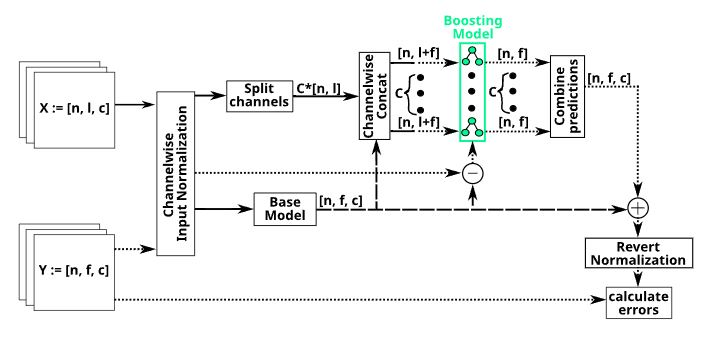 Boosting
Model
[n, l+f]
[n, f]
X := [n, l, c]
Split
channels
C*[n, l]
Channelwise
Concat
C
C
Combine
predictions
[n, f, c]
[n, l+f]
[n, f]
Channelwise
Input Normalization
−
Base
Model
[n, f, c]
+
Y := [n, f, c]
Revert
Normalization
calculate
errors